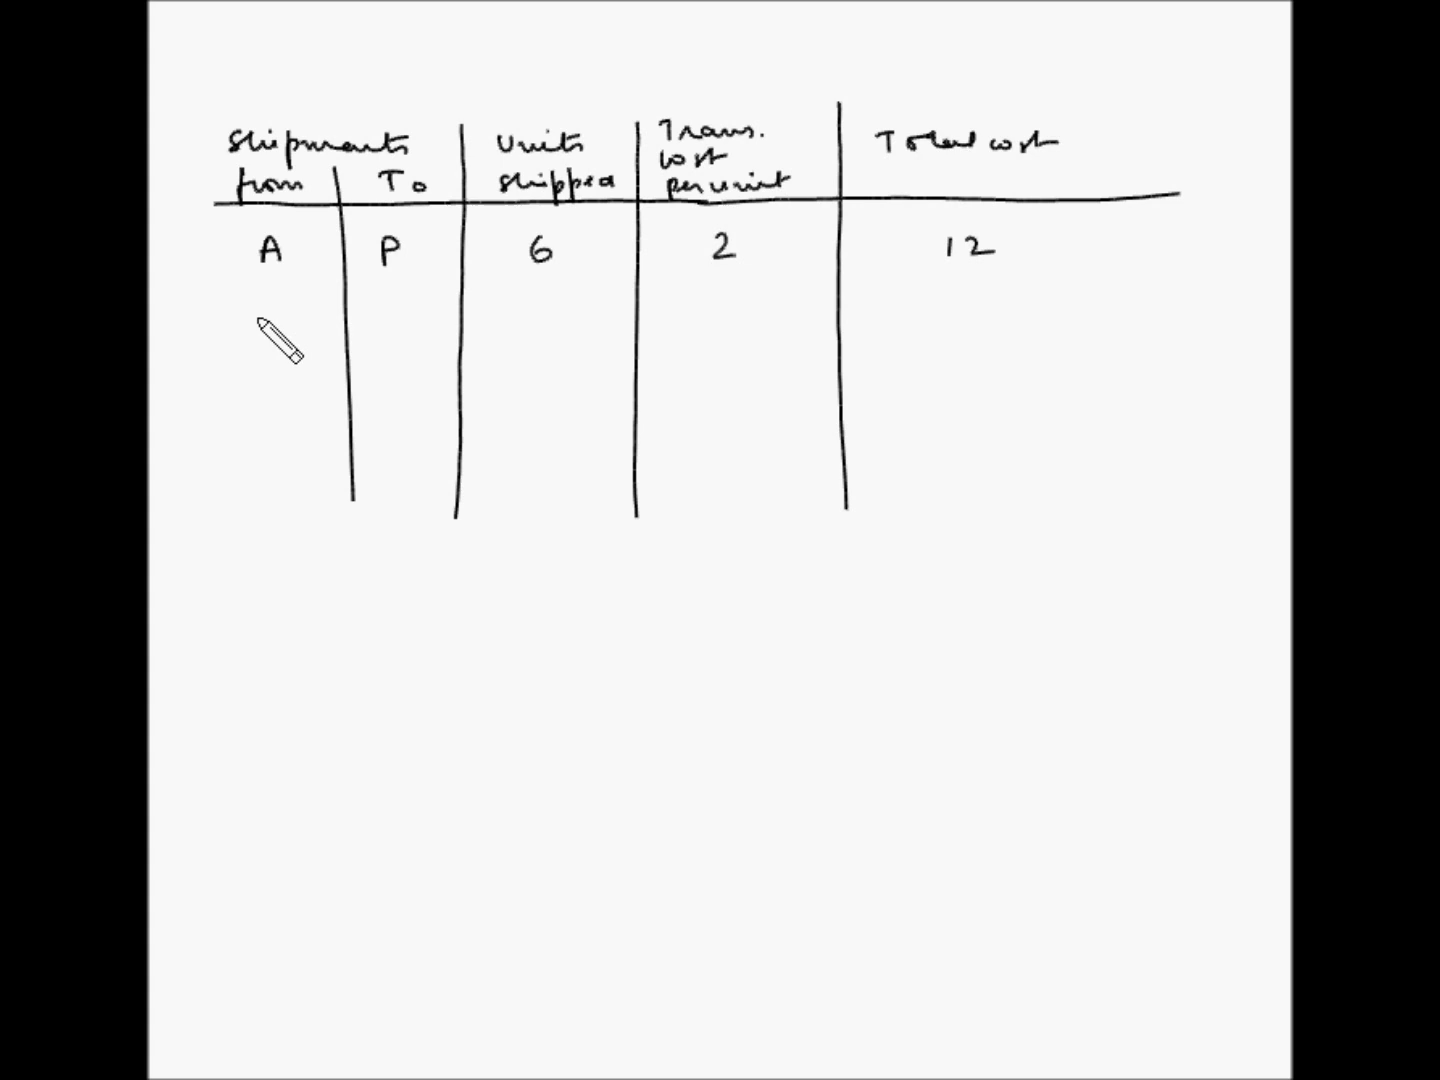 Shipments from | To | Units shipped | Trans. cost per unit | Total cost
A | P | 6 | 2 | 12